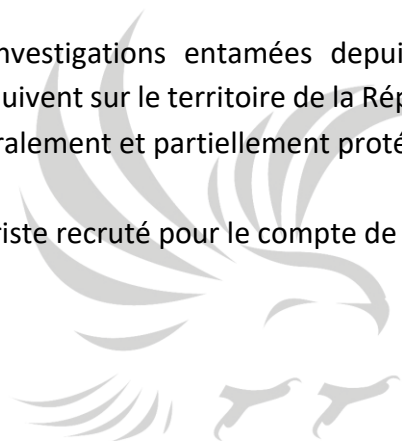 nvestigations entamées depui
uivent sur le territoire de la Rép
ralement et partiellement proté
riste recruté pour le compte de